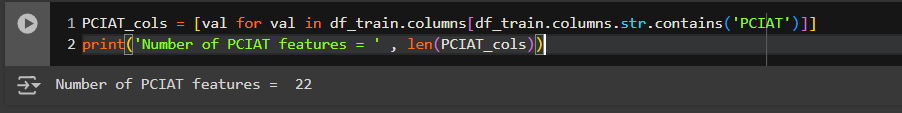 1 PCIAT_cols = [val for val in df_train.columns[df_train.columns.str.contains('PCIAT')]]
2 print('Number of PCIAT features = ' , len(PCIAT_cols))
Number of PCIAT features =  22